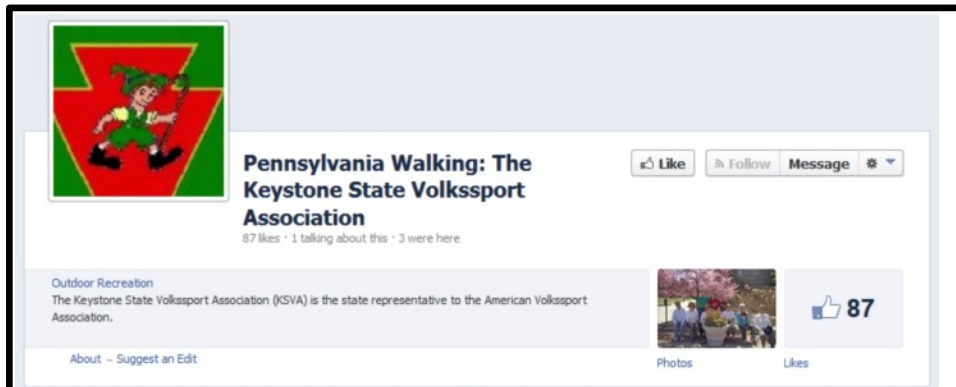 Pennsylvania Walking: The
Keystone State Volkssport
Association
87 likes · 1 talking about this · 3 were here
Like
Follow
Message
Outdoor Recreation
The Keystone State Volkssport Association (KSVA) is the state representative to the American Volkssport
Association.
About – Suggest an Edit
Photos
87
Likes